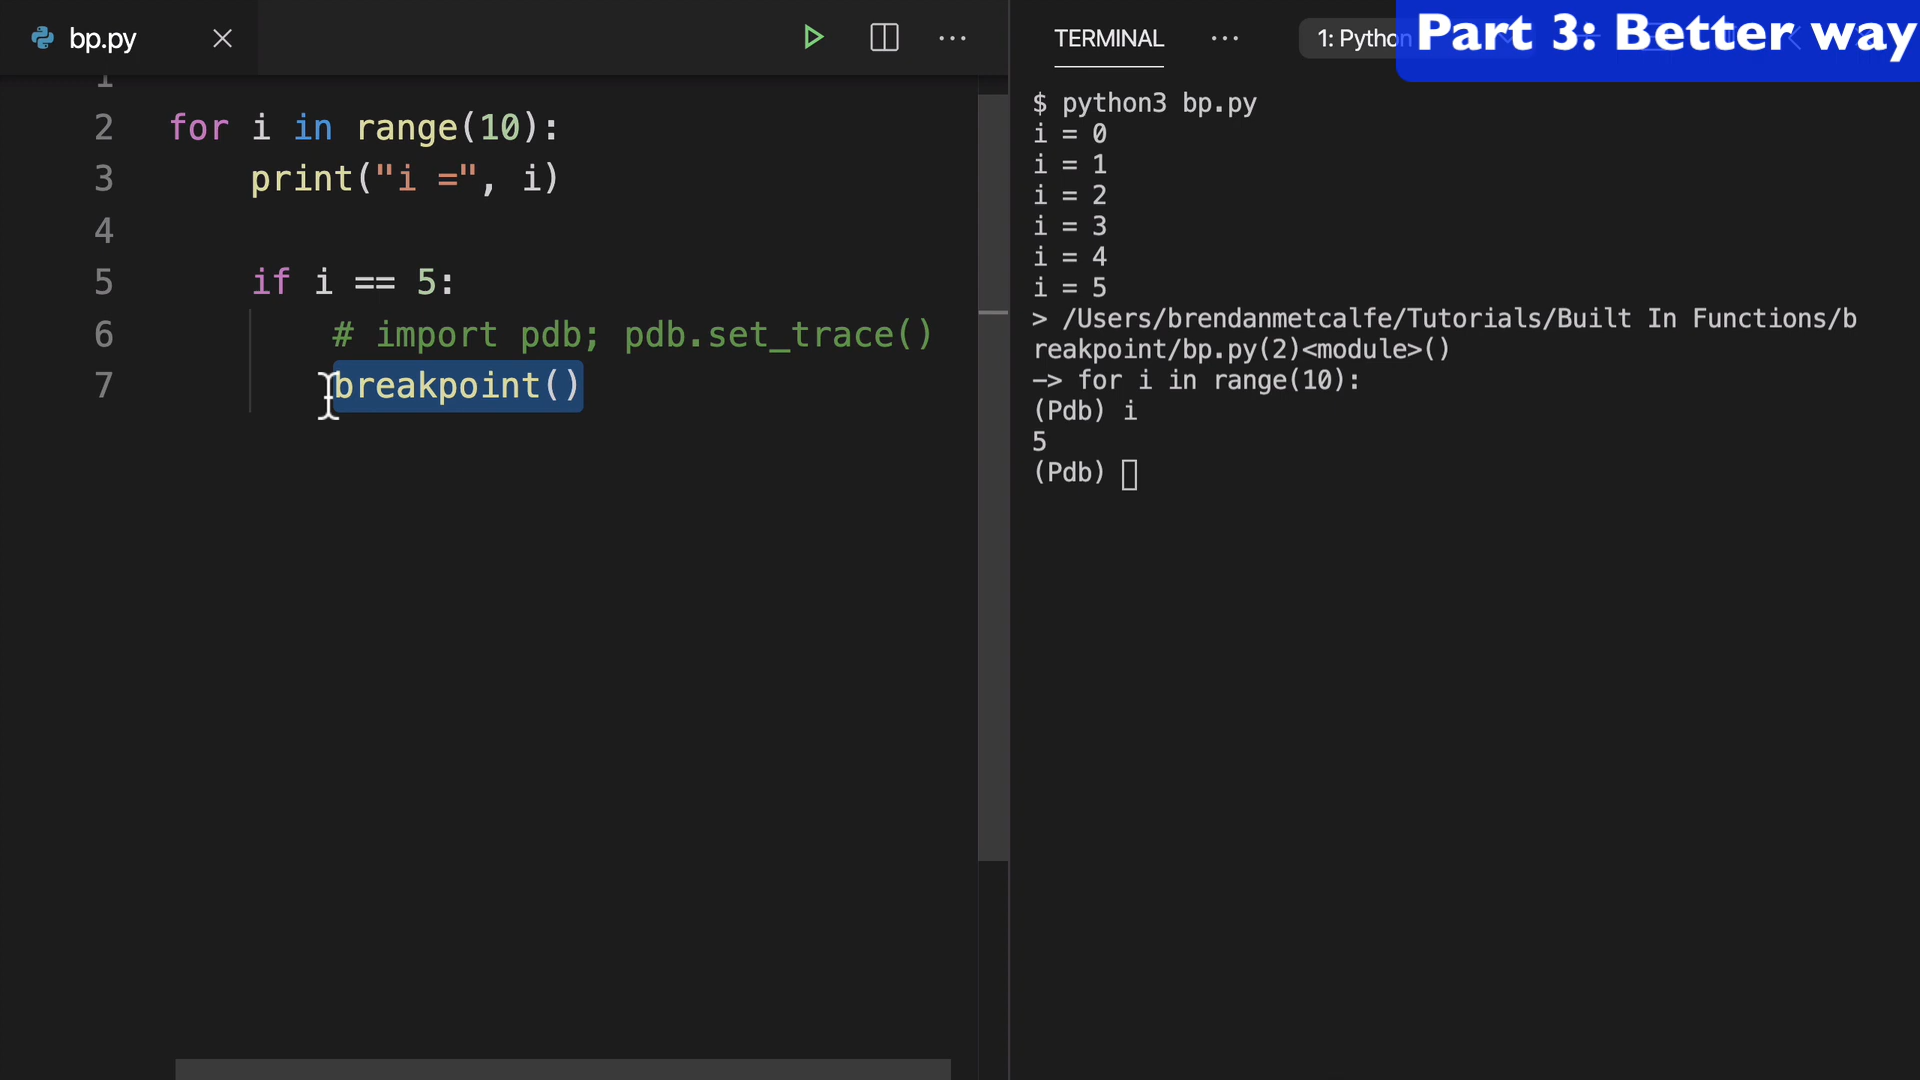 bp.py
1
2 for i in range(10):
3 print("i =", i)
4
5 if i == 5:
6 # import pdb; pdb.set_trace()
7 breakpoint()
TERMINAL
1: Python
Part 3: Better way
$ python3 bp.py
i = 0
i = 1
i = 2
i = 3
i = 4
i = 5
> /Users/brendanmetcalfe/Tutorials/Built In Functions/b
reakpoint/bp.py(2)<module>()
-> for i in range(10):
(Pdb) i
5
(Pdb)